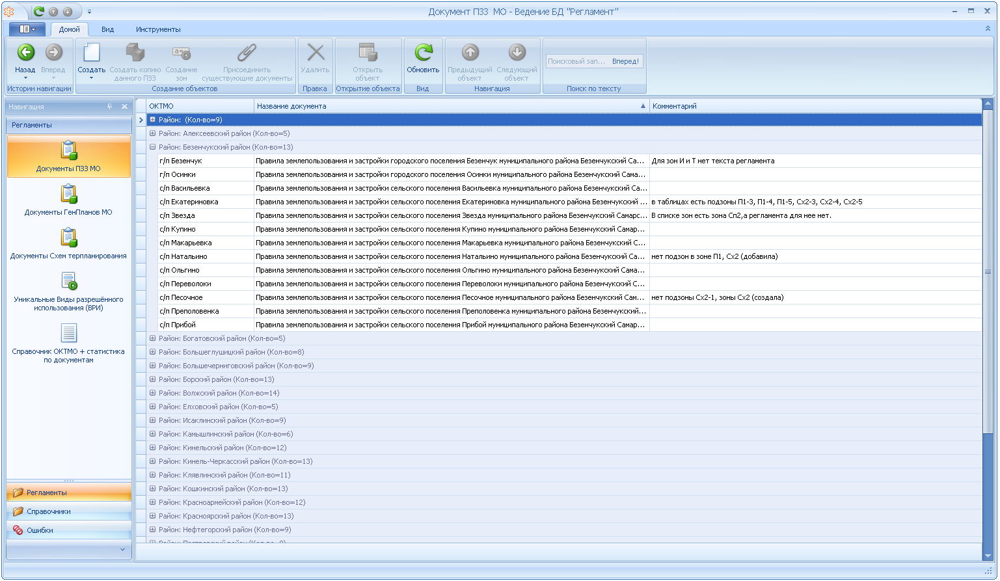 Документ ПЗЗ МО - Ведение БД "Регламент"
Домой
Вид
Инструменты
Назад
Вперед
Истории навигации
Создать
Создать копию
данного ПЗЗ
Создание
зон
Присоединить
существующие документы
Создание объектов
Удалить
Правка
Открыть
объект
Открытие объекта
Обновить
Вид
Предыдущий
объект
Следующий
объект
Навигация
Поисковый зап...
Вперед!
Поиск по тексту
Навигация
Регламенты
Документы ПЗЗ МО
Документы ГенПланов МО
Документы Схем терпланирования
Уникальные Виды разрешённого
использования (ВРИ)
Справочник ОКТМО + статистика
по документам
Регламенты
Справочники
Ошибки
ОКТМО
Название документа
Комментарий
Район: (Кол-во=9)
Район: Алексеевский район (Кол-во=5)
Район: Безенчукский район (Кол-во=13)
г/п Безенчук Правила землепользования и застройки городского поселения Безенчук муниципального района Безенчукский Са... Для зон И и Т нет текста регламента
г/п Осинки Правила землепользования и застройки городского поселения Осинки муниципального района Безенчукский Сама...
с/п Васильевка Правила землепользования и застройки сельского поселения Васильевка муниципального района Безенчукский Са...
с/п Екатериновка Правила землепользования и застройки сельского поселения Екатериновка муниципального района Безенчукский ... в таблицах есть подзоны П1-3, П1-4, П1-5, Сх2-3, Сх2-4, Сх2-5
с/п Звезда Правила землепользования и застройки сельского поселения Звезда муниципального района Безенчукский Самарс... В списке зон есть зона Сп2,а регламента для нее нет.
с/п Купино Правила землепользования и застройки сельского поселения Купино муниципального района Безенчукский Самар...
с/п Макарьевка Правила землепользования и застройки сельского поселения Макарьевка муниципального района Безенчукский С...
с/п Натальино Правила землепользования и застройки сельского поселения Натальино муниципального района Безенчукский Са... нет подзон в зоне П1, Сх2 (добавила)
с/п Ольгино Правила землепользования и застройки сельского поселения Ольгино муниципального района Безенчукский Сама...
с/п Переволоки Правила землепользования и застройки сельского поселения Переволоки муниципального района Безенчукский С...
с/п Песочное Правила землепользования и застройки сельского поселения Песочное муниципального района Безенчукский Сам... нет подзоны Сх2-1, зоны Сх2 (создала)
с/п Преполовенка Правила землепользования и застройки сельского поселения Преполовенка муниципального района Безенчукский...
с/п Прибой Правила землепользования и застройки сельского поселения Прибой муниципального района Безенчукский Самар...
Район: Богатовский район (Кол-во=5)
Район: Большеглушицкий район (Кол-во=8)
Район: Большечерниговский район (Кол-во=9)
Район: Борский район (Кол-во=13)
Район: Волжский район (Кол-во=14)
Район: Елховский район (Кол-во=5)
Район: Исаклинский район (Кол-во=9)
Район: Камышлинский район (Кол-во=6)
Район: Кинельский район (Кол-во=12)
Район: Кинель-Черкасский район (Кол-во=13)
Район: Клявлинский район (Кол-во=11)
Район: Кошкинский район (Кол-во=13)
Район: Красноармейский район (Кол-во=12)
Район: Красноярский район (Кол-во=13)
Район: Нефтегорский район (Кол-во=9)